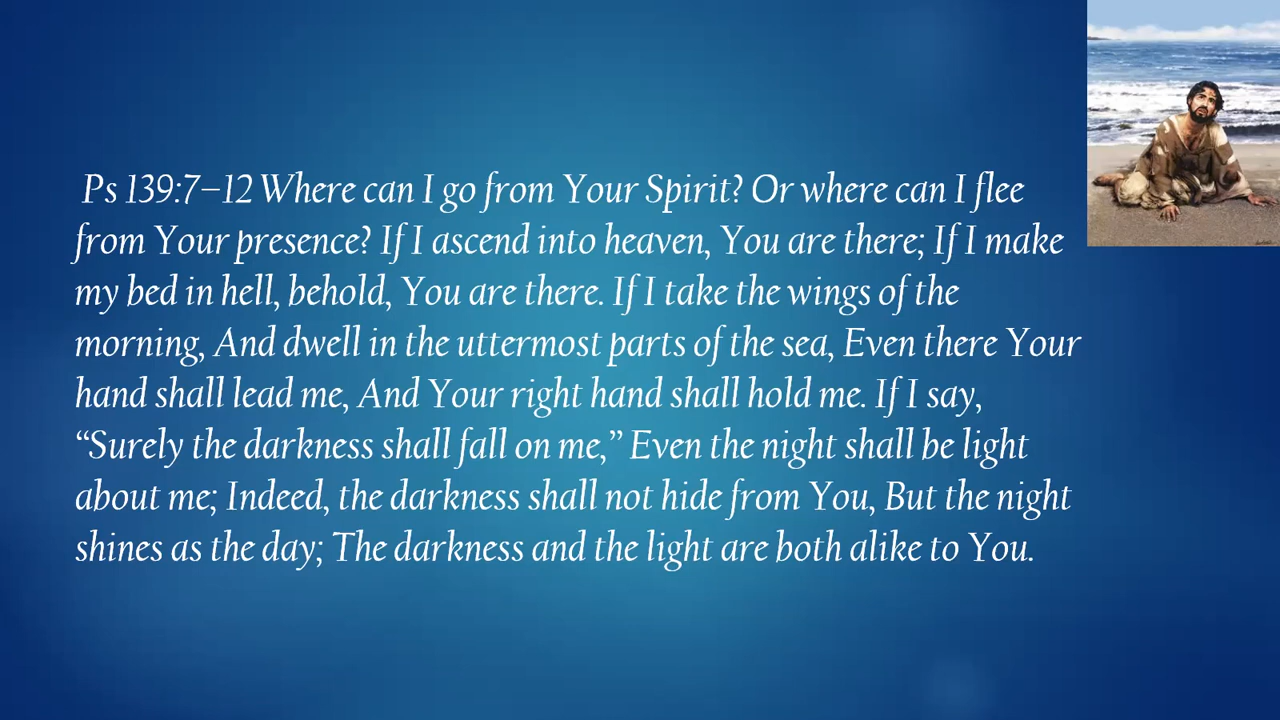 Ps 139:7–12 Where can I go from Your Spirit? Or where can I flee
from Your presence? If I ascend into heaven, You are there; If I make
my bed in hell, behold, You are there. If I take the wings of the
morning, And dwell in the uttermost parts of the sea, Even there Your
hand shall lead me, And Your right hand shall hold me. If I say,
“Surely the darkness shall fall on me,” Even the night shall be light
about me; Indeed, the darkness shall not hide from You, But the night
shines as the day; The darkness and the light are both alike to You.